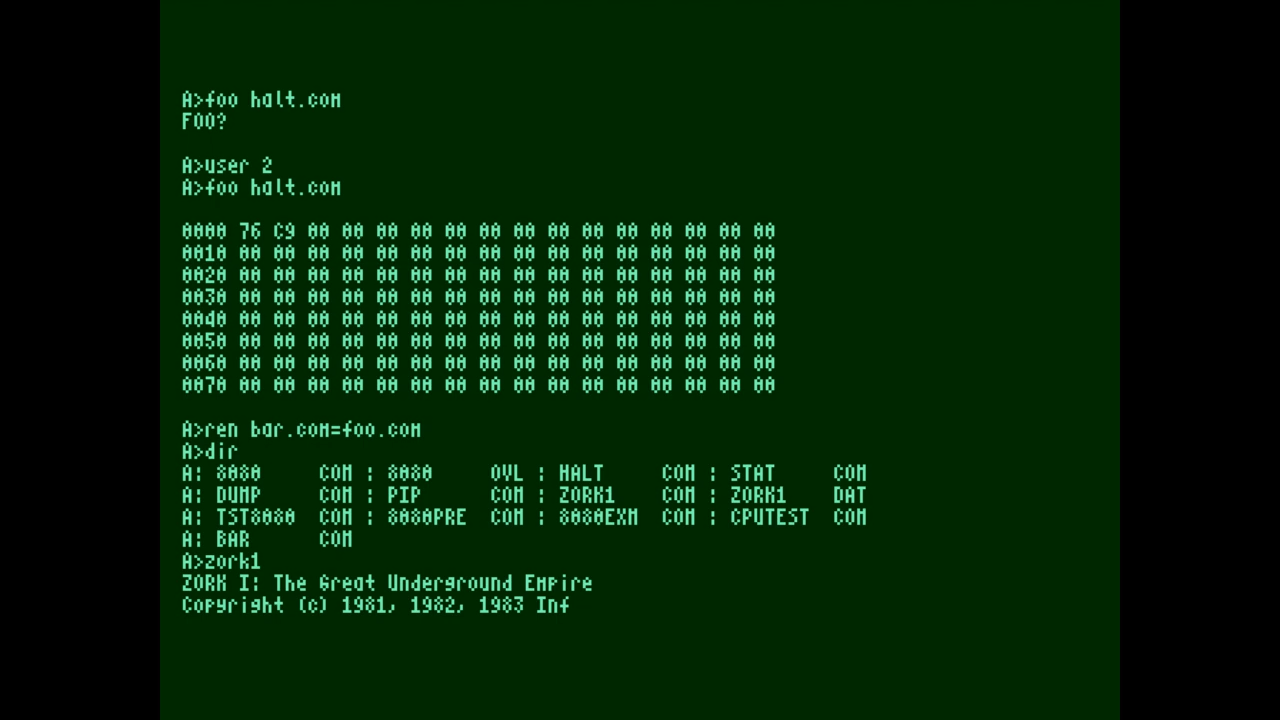 A>foo halt.com
FOO?
A>user 2
A>foo halt.com
0000 76 C9 00 00 00 00 00 00 00 00 00 00 00 00 00 00
0010 00 00 00 00 00 00 00 00 00 00 00 00 00 00 00 00
0020 00 00 00 00 00 00 00 00 00 00 00 00 00 00 00 00
0030 00 00 00 00 00 00 00 00 00 00 00 00 00 00 00 00
0040 00 00 00 00 00 00 00 00 00 00 00 00 00 00 00 00
0050 00 00 00 00 00 00 00 00 00 00 00 00 00 00 00 00
0060 00 00 00 00 00 00 00 00 00 00 00 00 00 00 00 00
0070 00 00 00 00 00 00 00 00 00 00 00 00 00 00 00 00
A>ren bar.com=foo.com
A>dir
A: 8080     COM : 8080     OVL : HALT     COM : STAT     COM
A: DUMP     COM : PIP      COM : ZORK1    COM : ZORK1    DAT
A: TST8080  COM : 8080PRE  COM : 8080EXM  COM : CPUTEST  COM
A: BAR      COM
A>zork1
ZORK I: The Great Underground Empire
Copyright (c) 1981, 1982, 1983 Inf